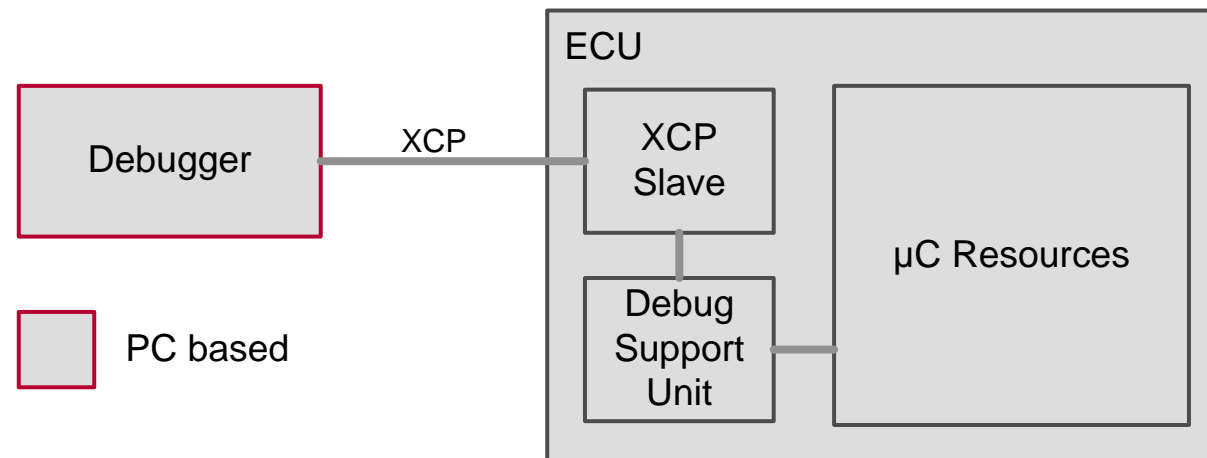 ECU
Debugger
XCP
XCP
Slave
µC Resources
Debug
Support
Unit
PC based